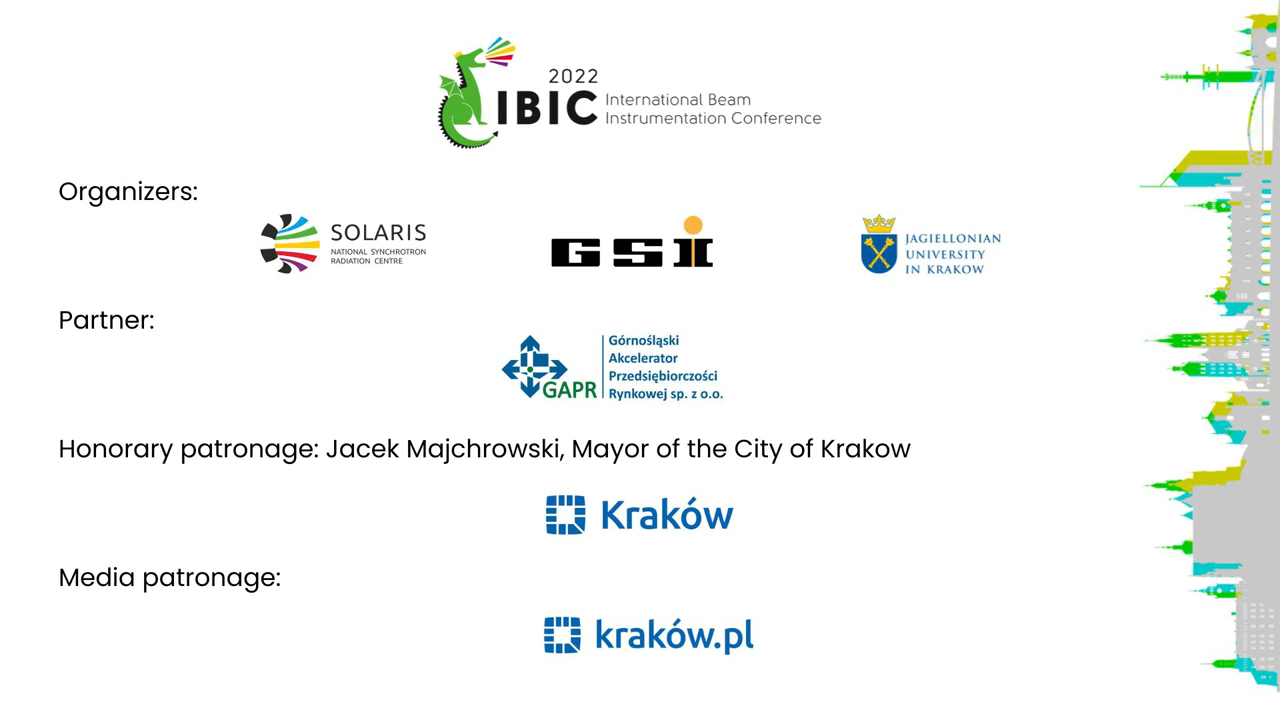 2022
IBIC
International Beam
Instrumentation Conference
Organizers:
SOLARIS
NATIONAL SYNCHROTRON
RADIATION CENTRE
GSI
JAGIELLONIAN
UNIVERSITY
IN KRAKOW
Partner:
GAPR
Górnośląski
Akcelerator
Przedsiębiorczości
Rynkowej sp. z o.o.
Honorary patronage: Jacek Majchrowski, Mayor of the City of Krakow
Kraków
Media patronage:
kraków.pl